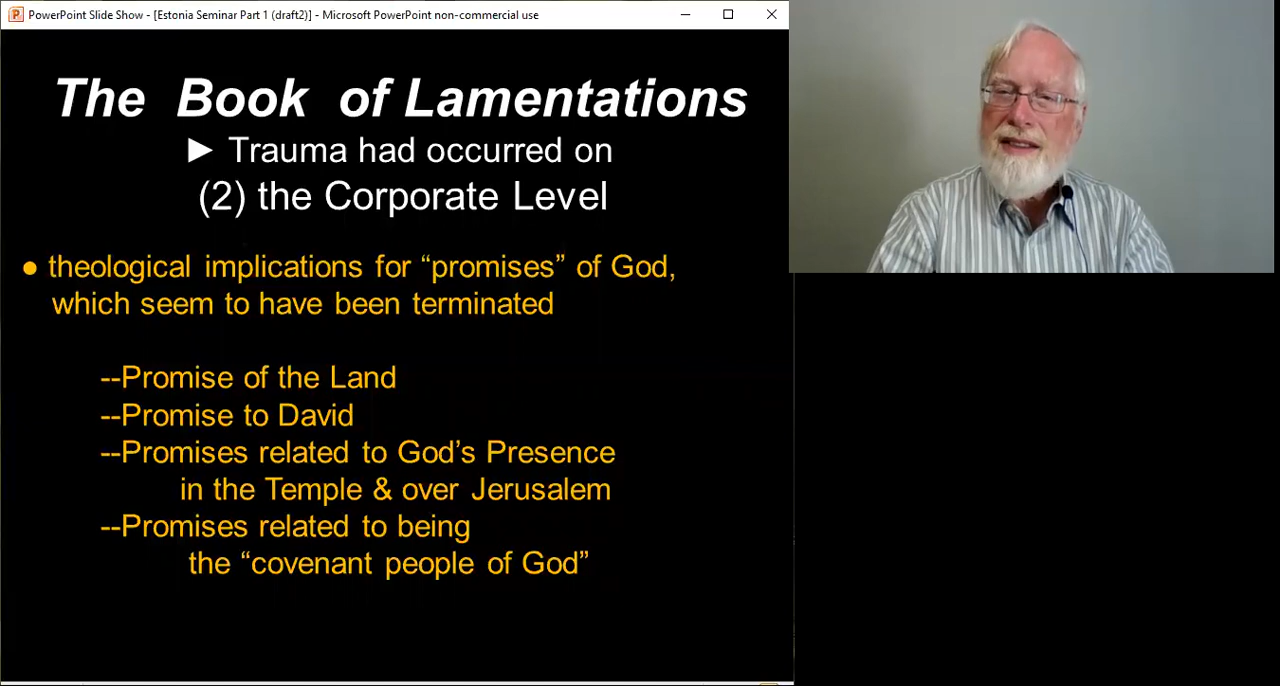 PowerPoint Slide Show - [Estonia Seminar Part 1 (draft2)] - Microsoft PowerPoint non-commercial use
The Book of Lamentations
► Trauma had occurred on
(2) the Corporate Level
● theological implications for “promises” of God,
which seem to have been terminated
--Promise of the Land
--Promise to David
--Promises related to God’s Presence
in the Temple & over Jerusalem
--Promises related to being
the “covenant people of God”